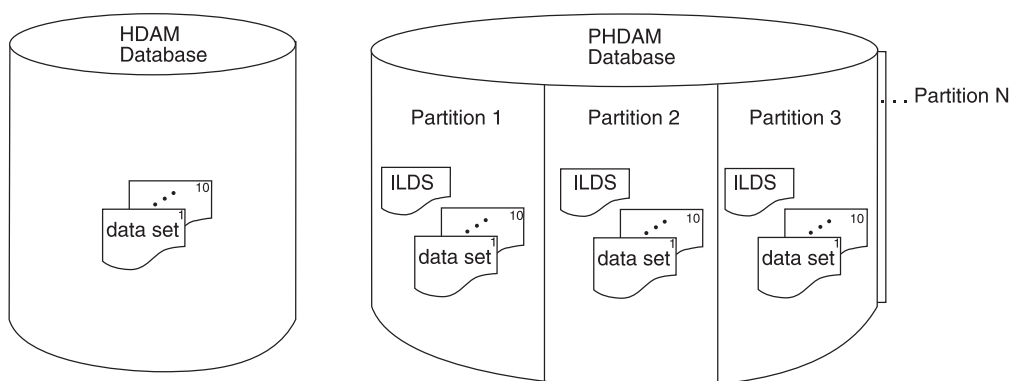 HDAM
Database
10
1
data set
PHDAM
Database
Partition 1
Partition 2
Partition 3
. . . Partition N
ILDS
10
1
data set
ILDS
10
1
data set
ILDS
10
1
data set